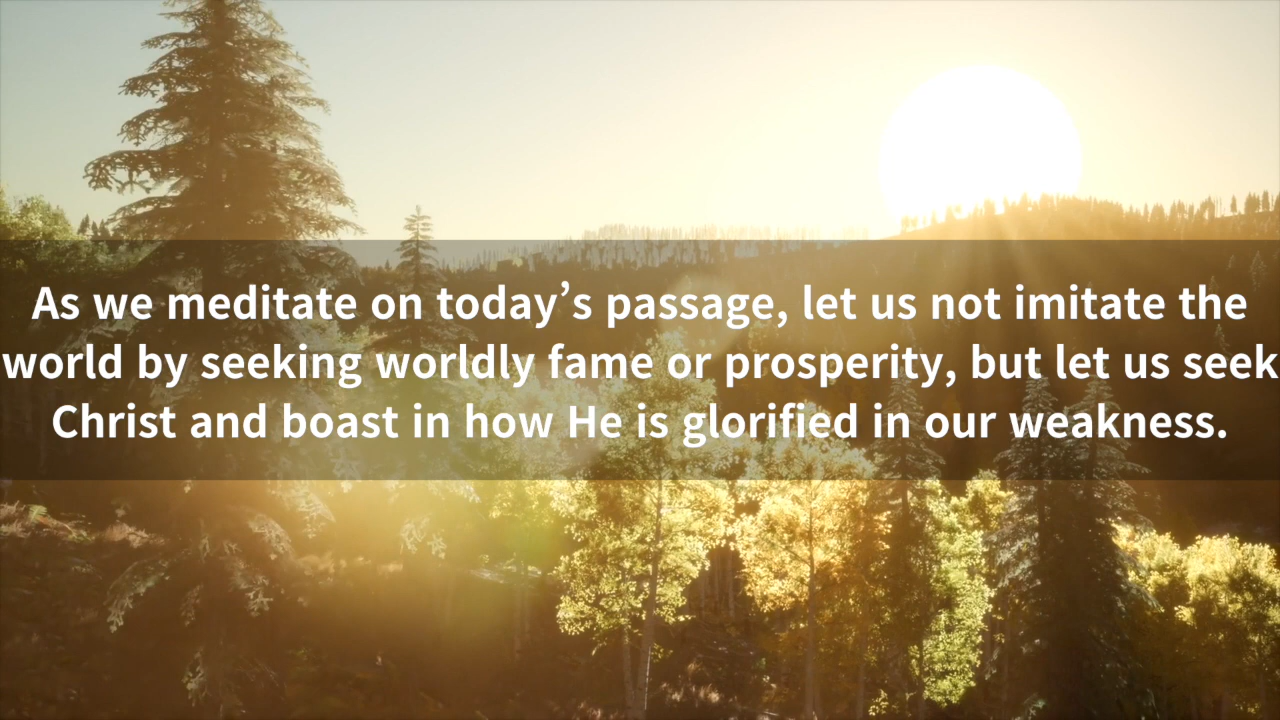 As we meditate on today’s passage, let us not imitate the
world by seeking worldly fame or prosperity, but let us seek
Christ and boast in how He is glorified in our weakness.